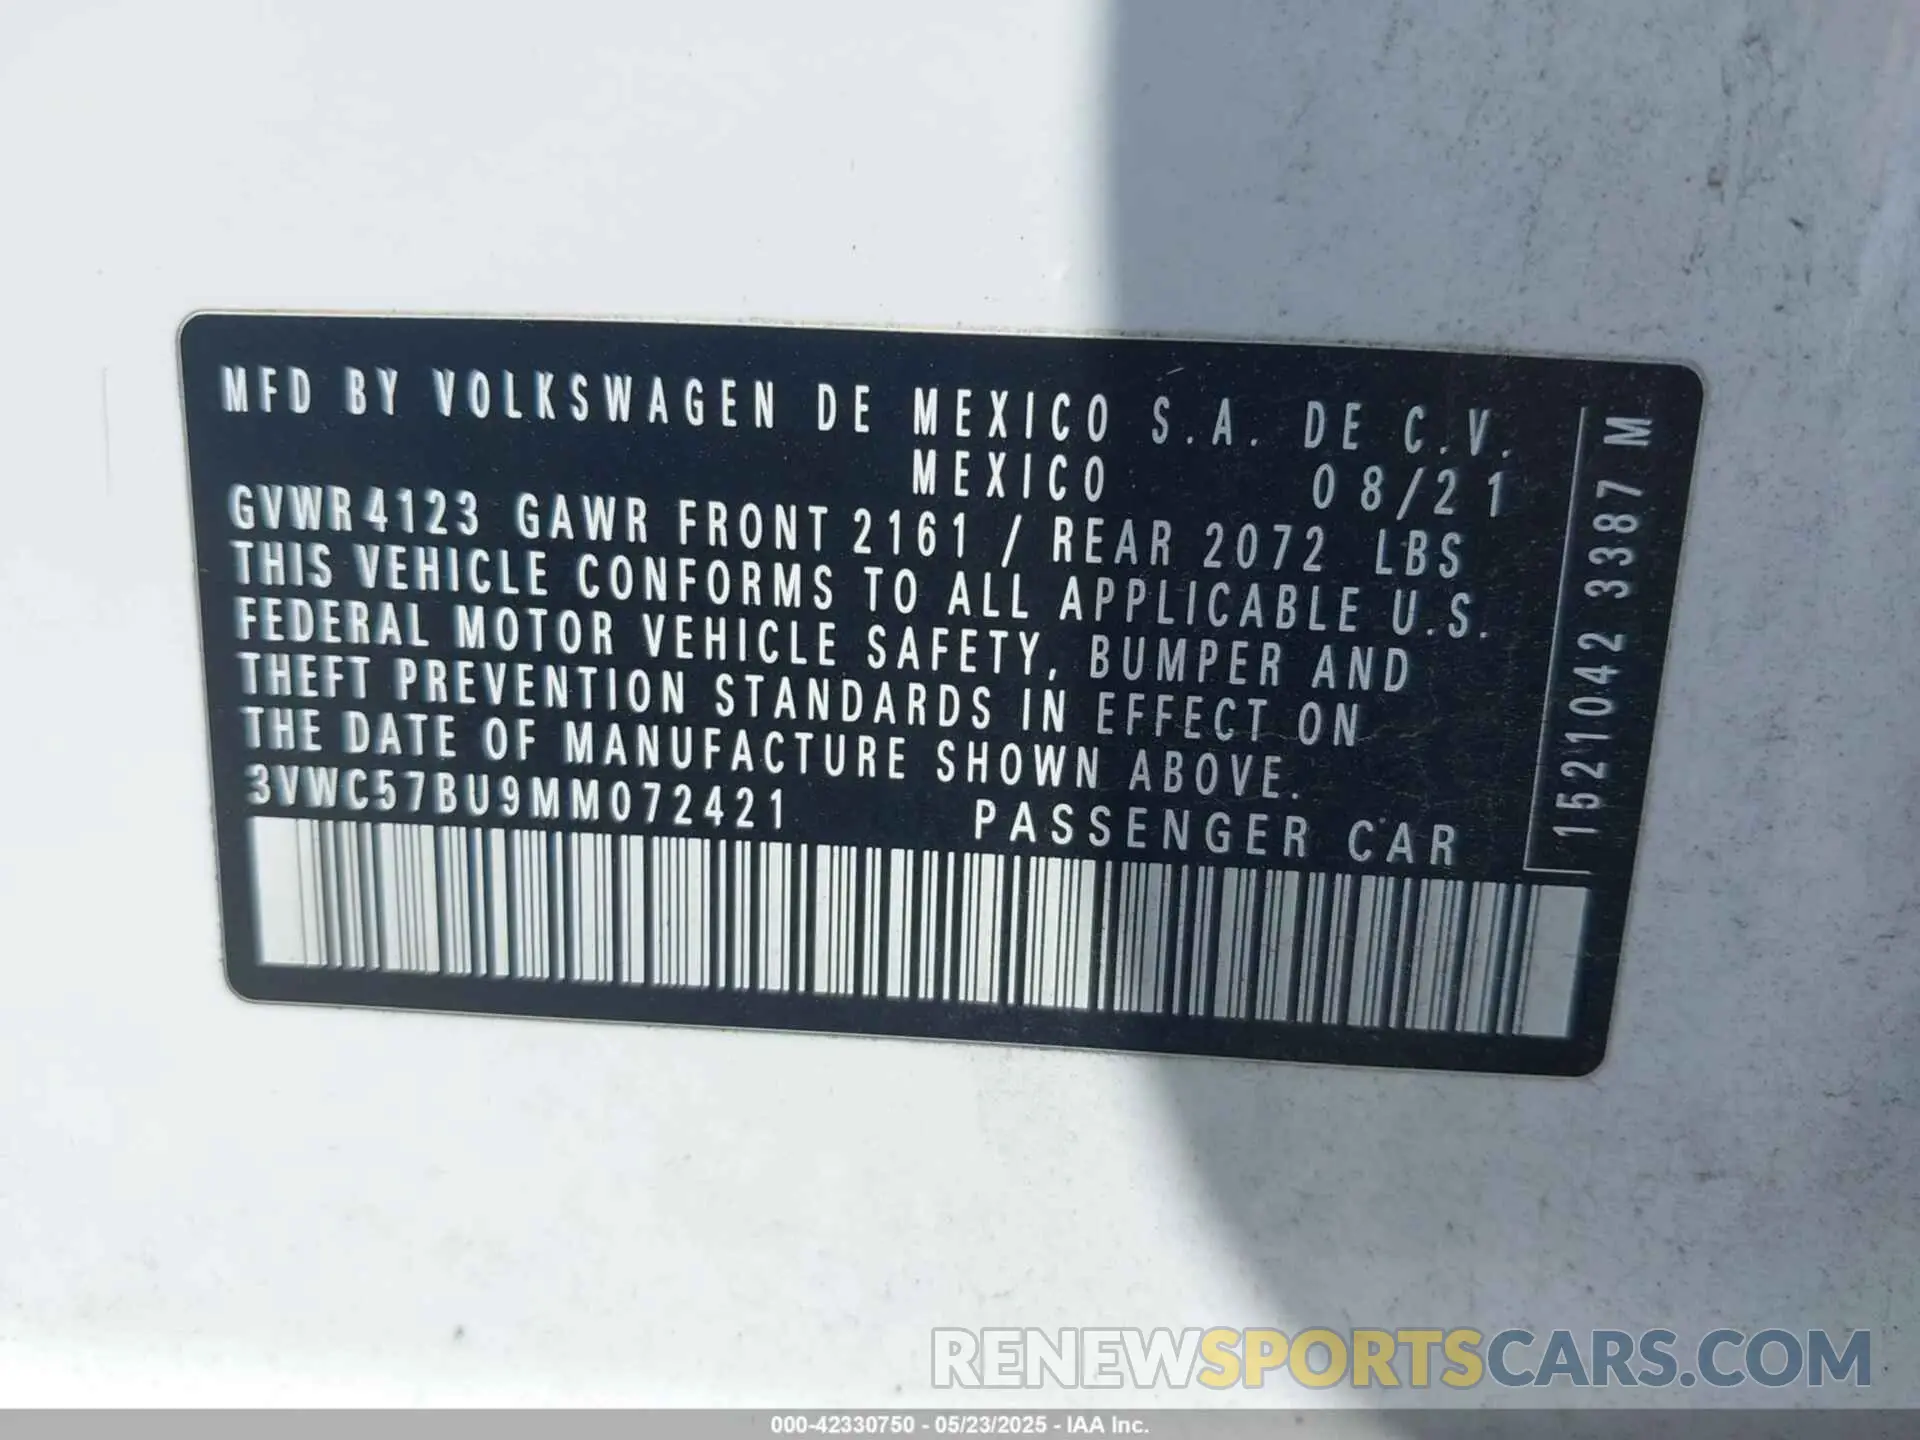 MFD BY VOLKSWAGEN DE MEXICO S.A. DE C.V.
MEXICO 08/21
GVWR 4123 GAWR FRONT 2161 / REAR 2072 LBS
THIS VEHICLE CONFORMS TO ALL APPLICABLE U.S.
FEDERAL MOTOR VEHICLE SAFETY, BUMPER AND
THEFT PREVENTION STANDARDS IN EFFECT ON
THE DATE OF MANUFACTURE SHOWN ABOVE.
3VWC57BU9MM072421 PASSENGER CAR
1521042 3387 M
RENEWSPORTSCARS.COM
000-42330750 - 05/23/2025 - IAA Inc.